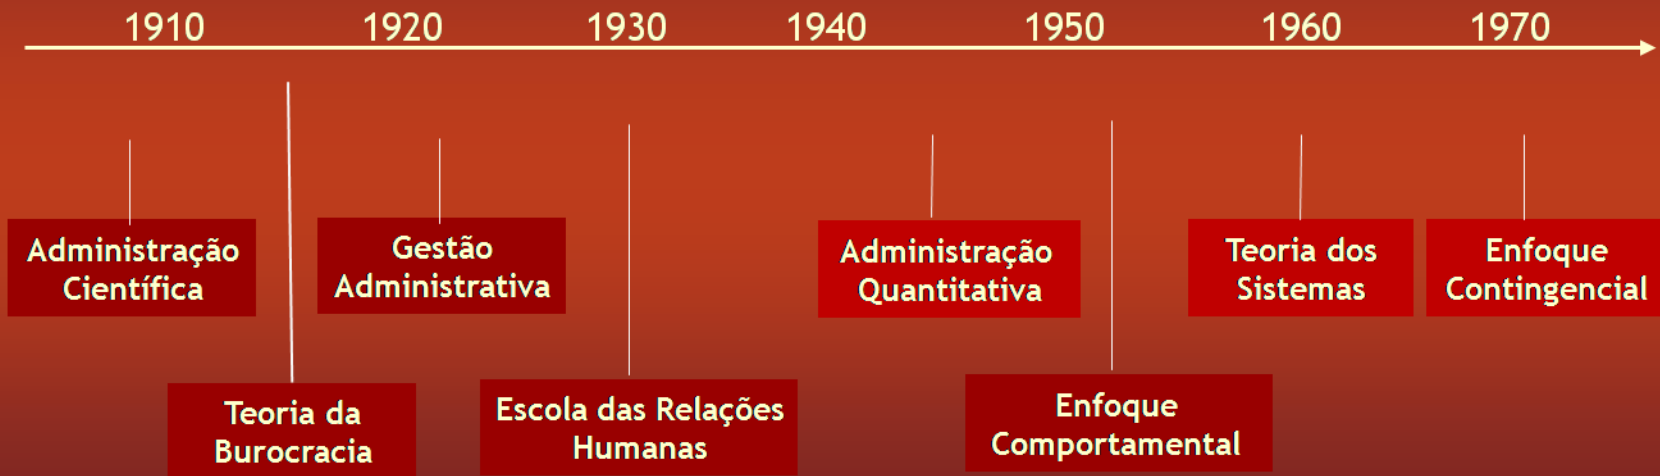 1910
1920
1930
1940
1950
1960
1970
Administração
Científica
Teoria da
Burocracia
Gestão
Administrativa
Escola das Relações
Humanas
Administração
Quantitativa
Enfoque
Comportamental
Teoria dos
Sistemas
Enfoque
Contingencial